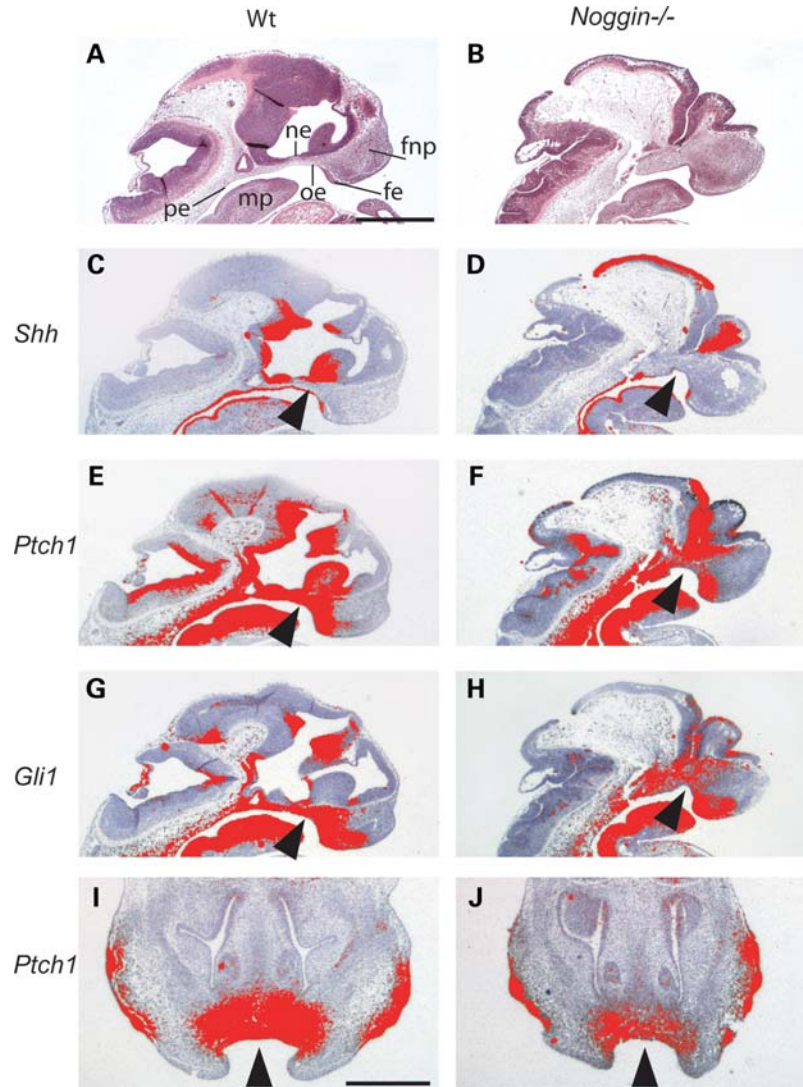 Wt Noggin-/-
A B
ne
fnp
oe
fe
mp
pe
C D
Shh
E F
Ptch1
G H
Gli1
I J
Ptch1